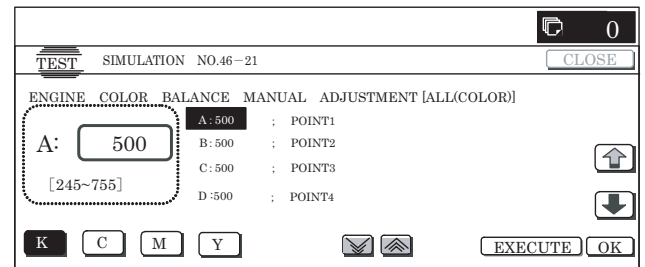 0
TEST SIMULATION NO.46-21 CLOSE
ENGINE COLOR BALANCE MANUAL ADJUSTMENT [ALL(COLOR)]
A: 500
[245~755]
A:500 ; POINT1
B:500 ; POINT2
C:500 ; POINT3
D:500 ; POINT4
K C M Y EXECUTE OK